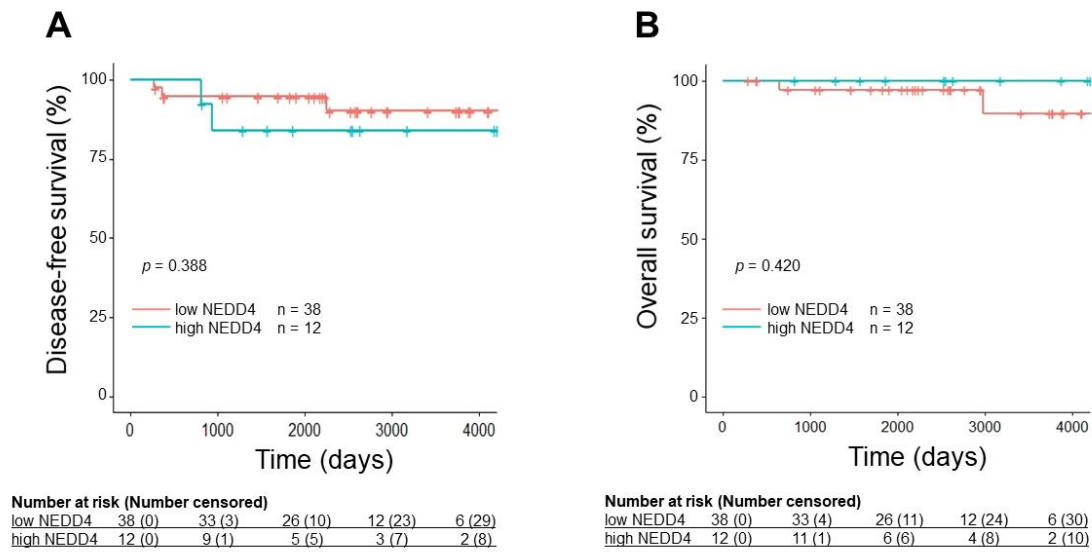 A
Disease-free survival (%)
100
75
50
25
0
p = 0.388
low NEDD4 n = 38
high NEDD4 n = 12
0 1000 2000 3000 4000
Time (days)
Number at risk (Number censored)
low NEDD4 38 (0) 33 (3) 26 (10) 12 (23) 6 (29)
high NEDD4 12 (0) 9 (1) 5 (5) 3 (7) 2 (8)
B
Overall survival (%)
100
75
50
25
0
p = 0.420
low NEDD4 n = 38
high NEDD4 n = 12
0 1000 2000 3000 4000
Time (days)
Number at risk (Number censored)
low NEDD4 38 (0) 33 (4) 26 (11) 12 (24) 6 (30)
high NEDD4 12 (0) 11 (1) 6 (6) 4 (8) 2 (10)